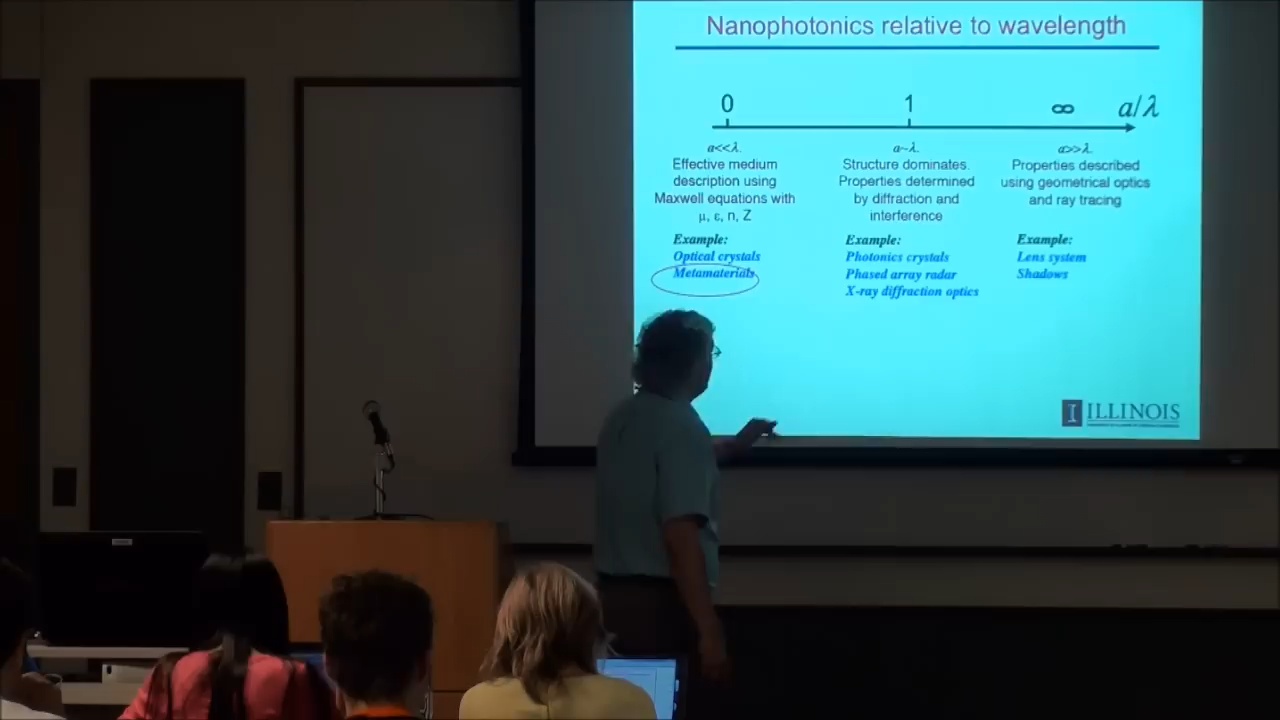 Nanophotonics relative to wavelength
0 1 ∞ a/λ
a<<λ.
Effective medium
description using
Maxwell equations with
μ, ε, n, Z
Example:
Optical crystals
Metamaterials
a~λ.
Structure dominates.
Properties determined
by diffraction and
interference
Example:
Photonics crystals
Phased array radar
X-ray diffraction optics
a>>λ.
Properties described
using geometrical optics
and ray tracing
Example:
Lens system
Shadows
I ILLINOIS